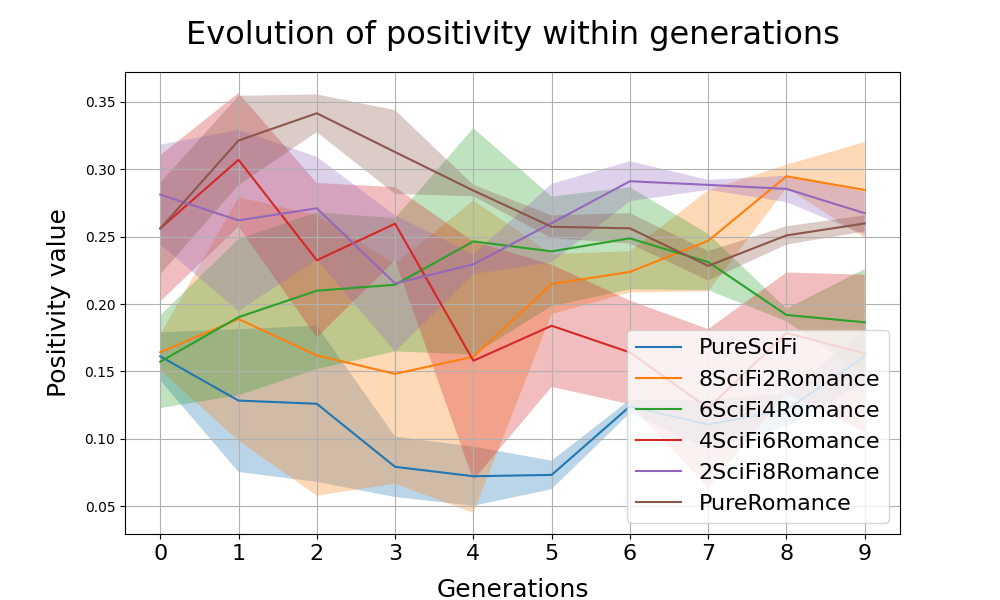 Evolution of positivity within generations
Positivity value
0.35
0.30
0.25
0.20
0.15
0.10
0.05
PureSciFi
8SciFi2Romance
6SciFi4Romance
4SciFi6Romance
2SciFi8Romance
PureRomance
0 1 2 3 4 5 6 7 8 9
Generations